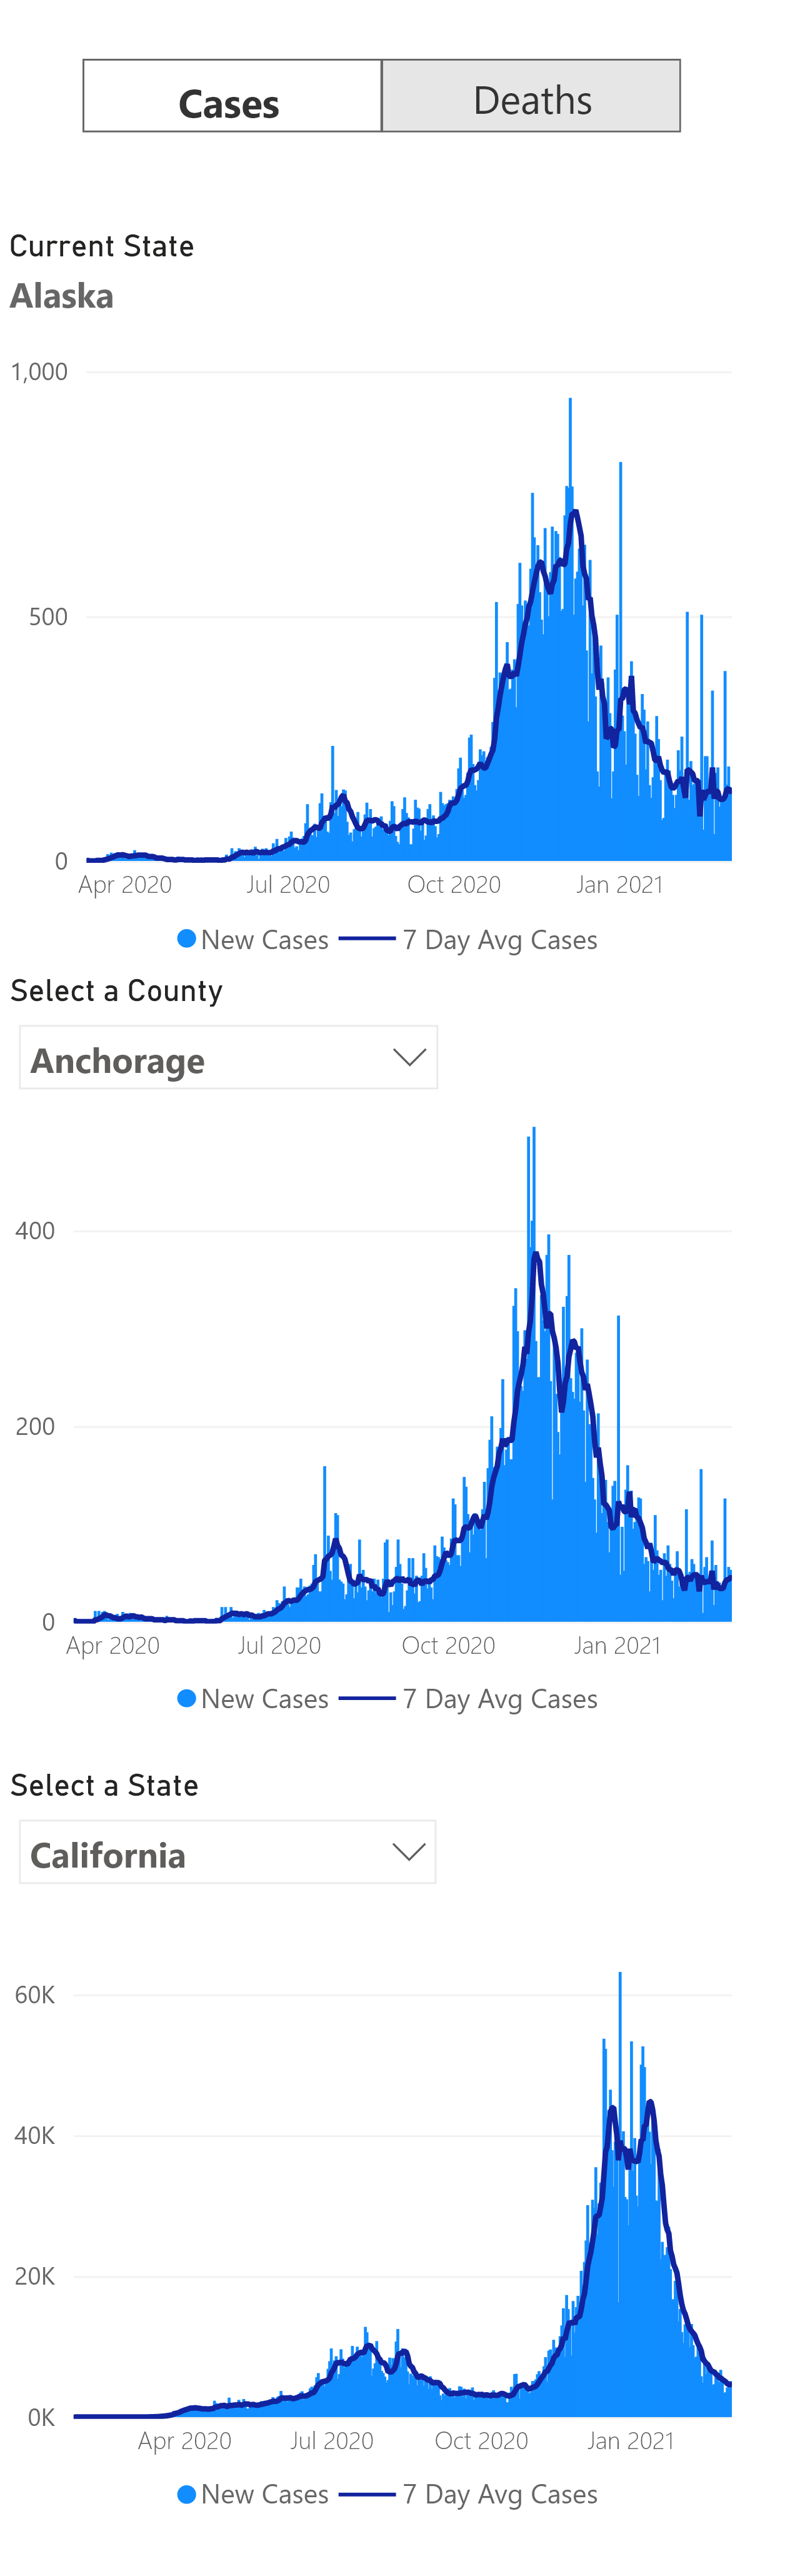 Cases Deaths
Current State
Alaska
1,000
500
0
Apr 2020 Jul 2020 Oct 2020 Jan 2021
New Cases 7 Day Avg Cases
Select a County
Anchorage
400
200
0
Apr 2020 Jul 2020 Oct 2020 Jan 2021
New Cases 7 Day Avg Cases
Select a State
California
60K
40K
20K
0K
Apr 2020 Jul 2020 Oct 2020 Jan 2021
New Cases 7 Day Avg Cases